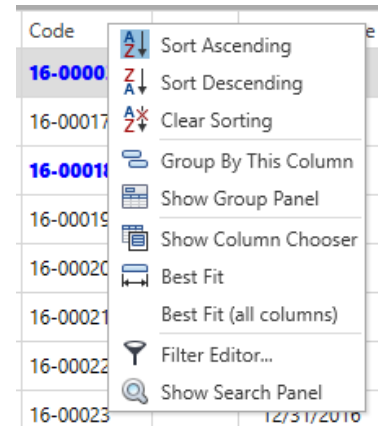 Code
Sort Ascending
16-0000
Sort Descending
16-00017
Clear Sorting
16-00018
Group By This Column
Show Group Panel
16-00019
Show Column Chooser
16-00020
Best Fit
16-00021
Best Fit (all columns)
16-00022
Filter Editor...
Show Search Panel
16-00023
12/31/2016